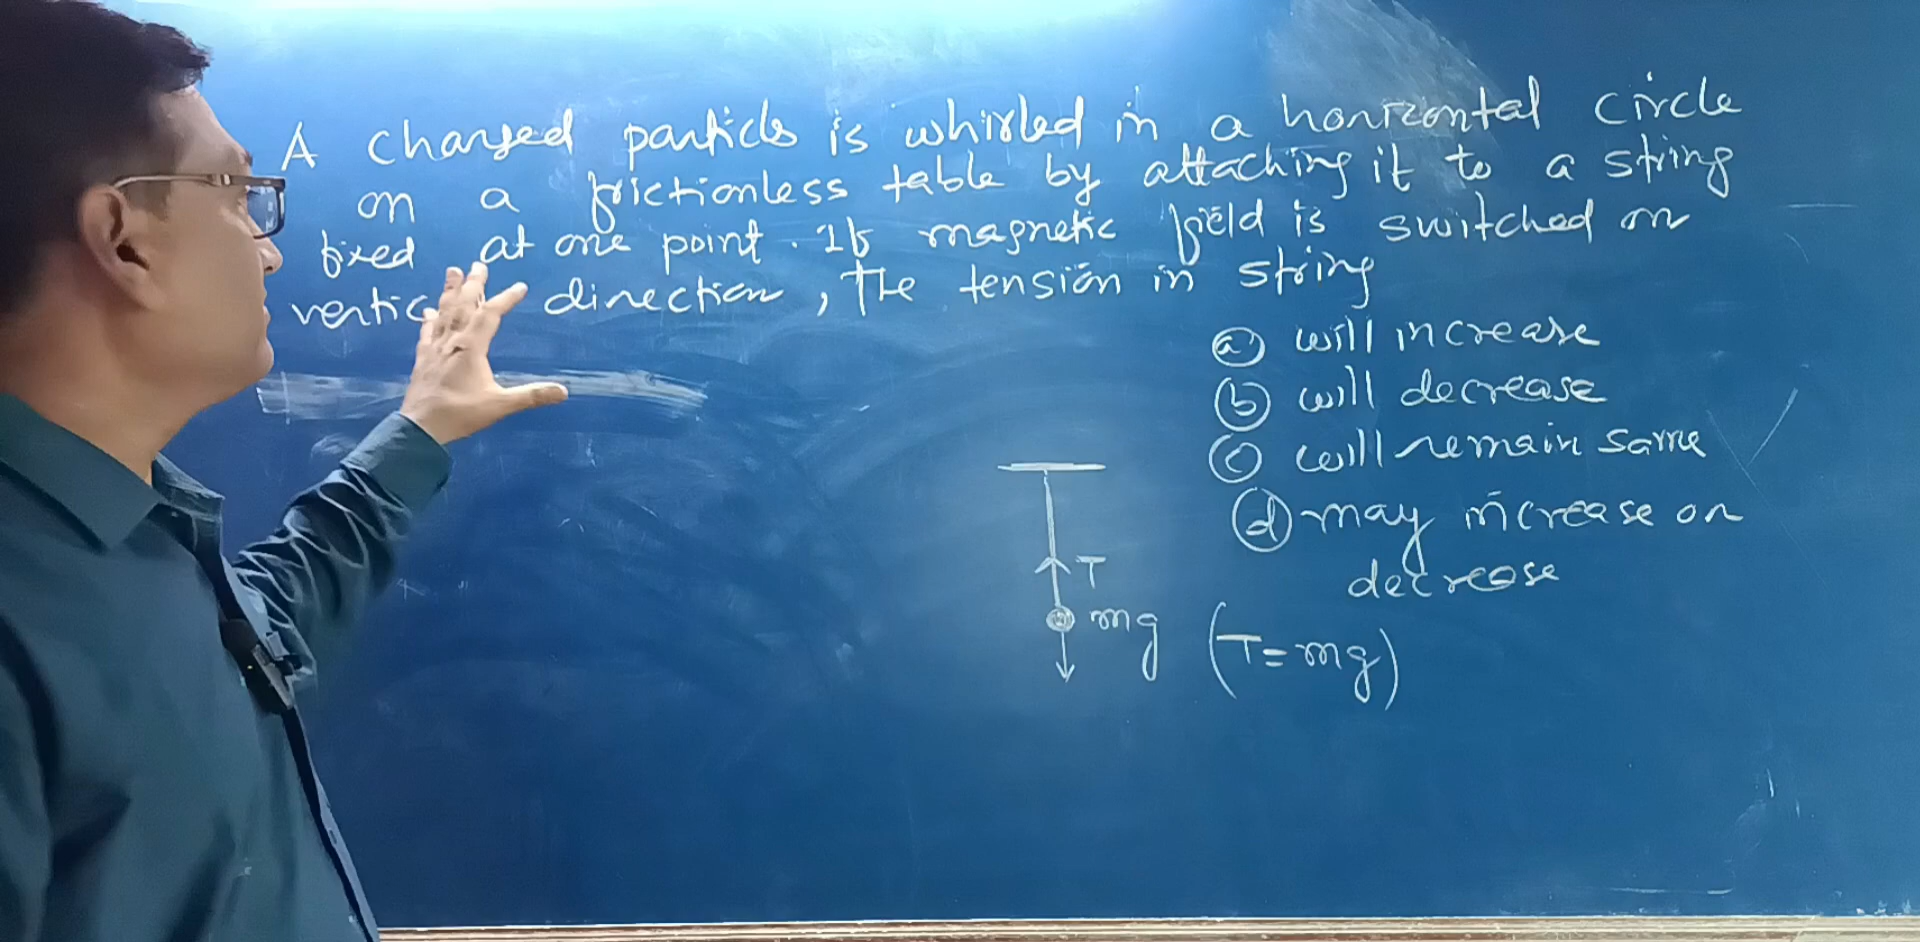 A charged particle is whirled in a horizontal circle
on a frictionless table by attaching it to a string
fixed at one point. If magnetic field is switched on
direction, the tension in string
(a) will increase
(b) will decrease
(c) will remain same
(d) may increase or
decrease
T
mg (T=mg)